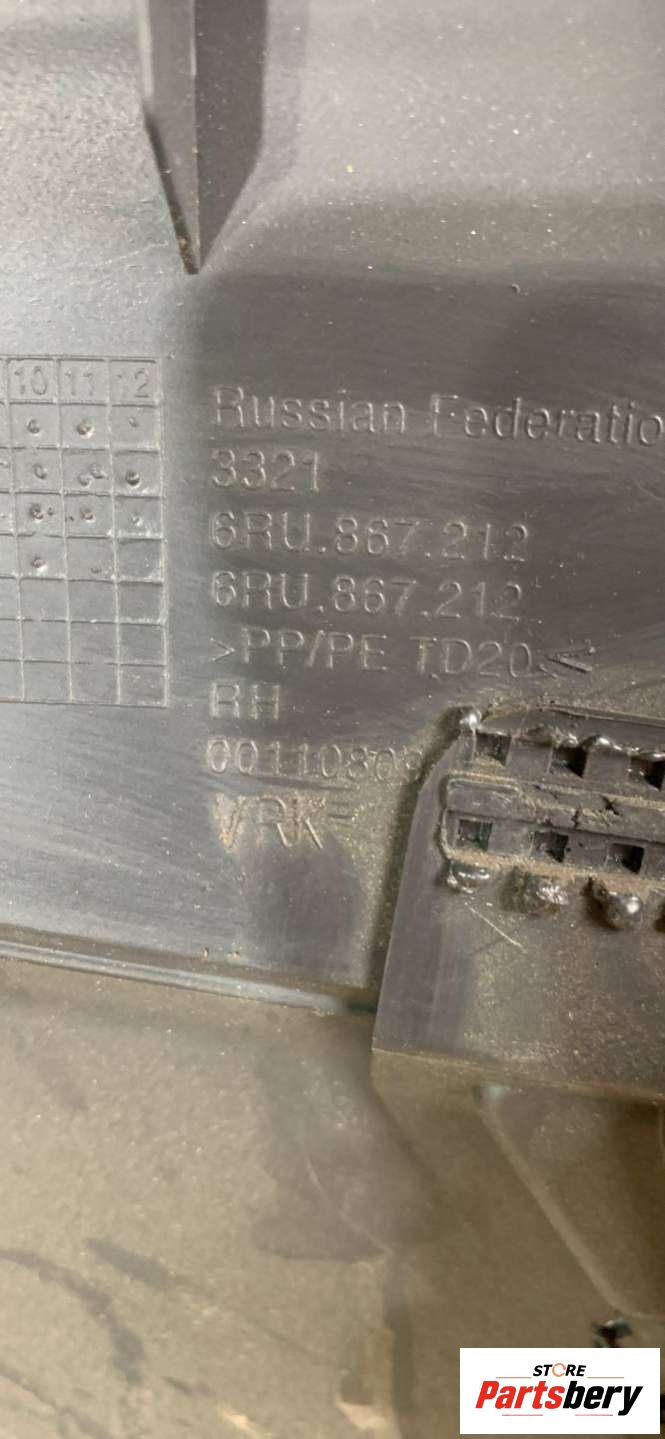 10 11 12
Russian Federatio
3321
6RU.867.212
6RU.867.212
>PP/PE TD20<
RH
VRK
STORE
Partsbery